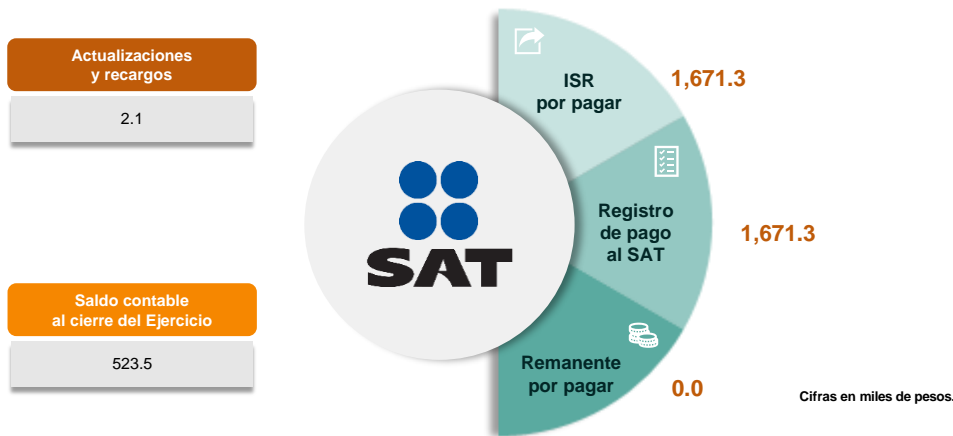 Actualizaciones
y recargos
2.1
ISR
por pagar
1,671.3
SAT
Registro
de pago
al SAT
1,671.3
Saldo contable
al cierre del Ejercicio
523.5
Remanente
por pagar
0.0
Cifras en miles de pesos.